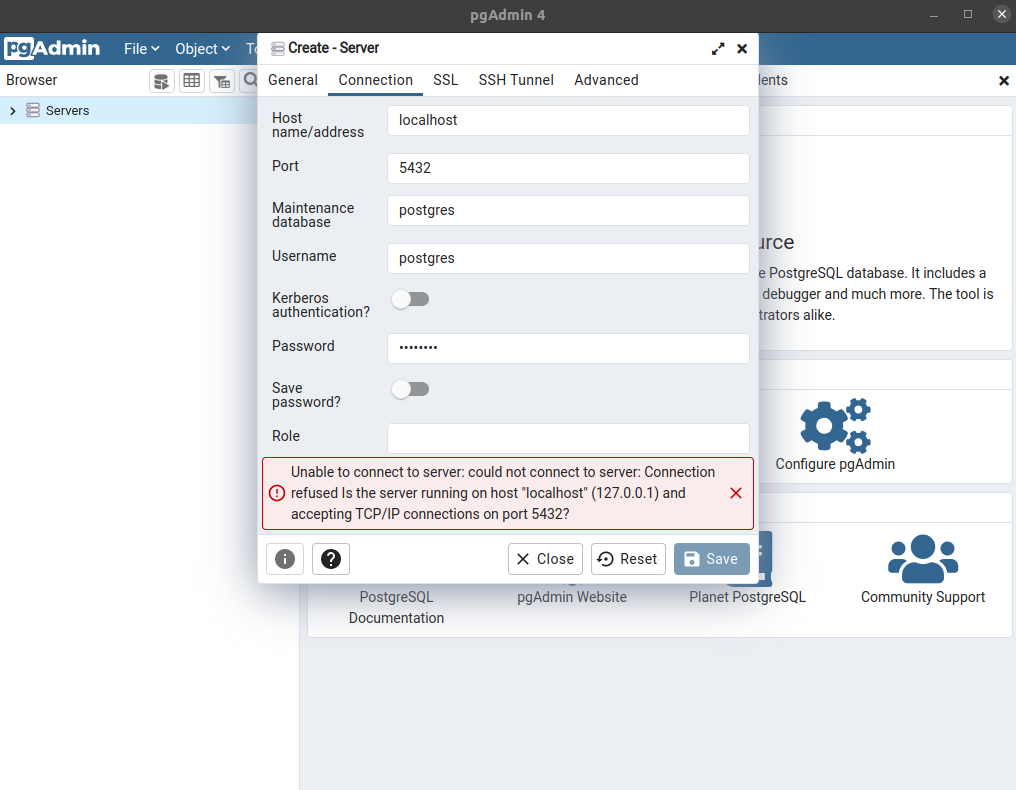 pgAdmin 4
pgAdmin
File
Object
Browser
Servers
Create - Server
General
Connection
SSL
SSH Tunnel
Advanced
Host
name/address
localhost
Port
5432
Maintenance
database
postgres
Username
postgres
Kerberos
authentication?
Password
••••••••
Save
password?
Role
Unable to connect to server: could not connect to server: Connection
refused Is the server running on host "localhost" (127.0.0.1) and
accepting TCP/IP connections on port 5432?
Close
Reset
Save
PostgreSQL database. It includes a
debugger and much more. The tool is
alike.
Configure pgAdmin
PostgreSQL
Documentation
pgAdmin Website
Planet PostgreSQL
Community Support